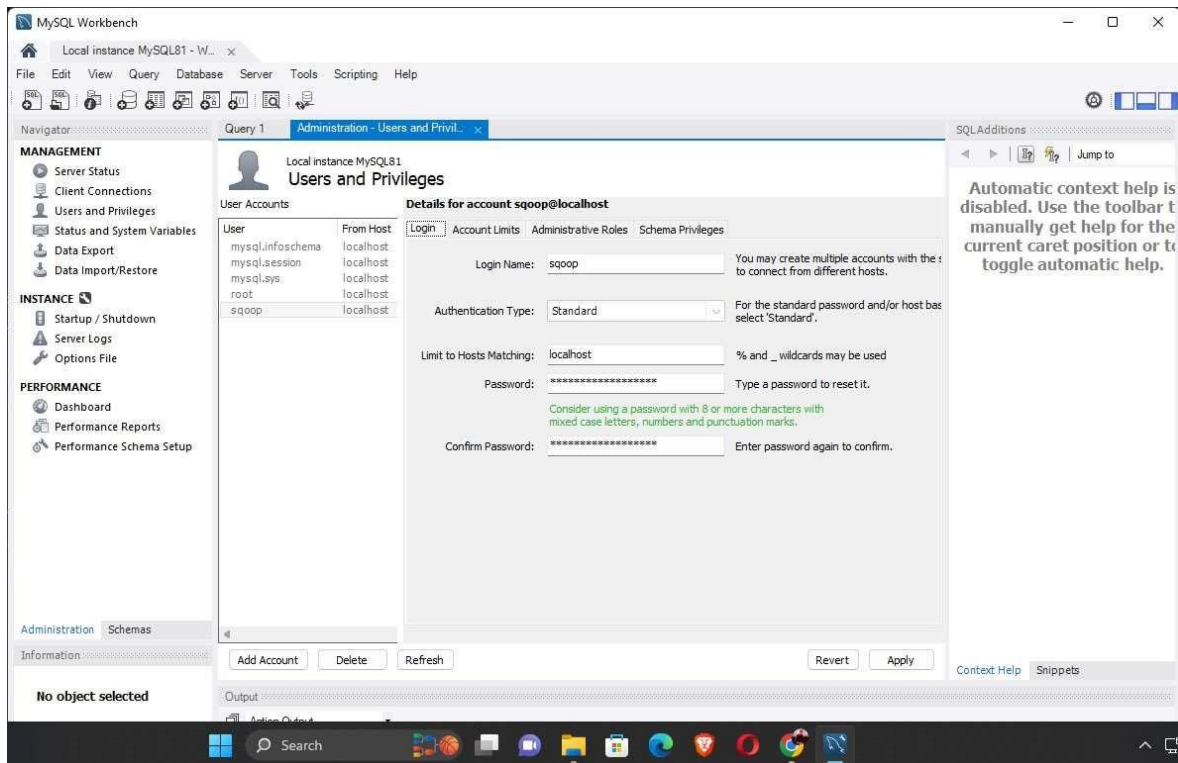 MySQL Workbench
Local instance MySQL81 - W...
File Edit View Query Database Server Tools Scripting Help
Navigator
MANAGEMENT
Server Status
Client Connections
Users and Privileges
Status and System Variables
Data Export
Data Import/Restore
INSTANCE
Startup / Shutdown
Server Logs
Options File
PERFORMANCE
Dashboard
Performance Reports
Performance Schema Setup
Administration Schemas
Information
No object selected
Query 1 Administration - Users and Privil...
Local instance MySQL81
Users and Privileges
User Accounts
User From Host
mysql.infoschema localhost
mysql.session localhost
mysql.sys localhost
root localhost
sqoop localhost
Add Account Delete Refresh
Details for account sqoop@localhost
Login Account Limits Administrative Roles Schema Privileges
Login Name: sqoop You may create multiple accounts with the s
to connect from different hosts.
Authentication Type: Standard For the standard password and/or host bas
select 'Standard'.
Limit to Hosts Matching: localhost % and _ wildcards may be used
Password: ****************** Type a password to reset it.
Consider using a password with 8 or more characters with
mixed case letters, numbers and punctuation marks.
Confirm Password: ****************** Enter password again to confirm.
Revert Apply
Output
Action Output
SQLAdditions
Jump to
Automatic context help is
disabled. Use the toolbar t
manually get help for the
current caret position or to
toggle automatic help.
Context Help Snippets
Search